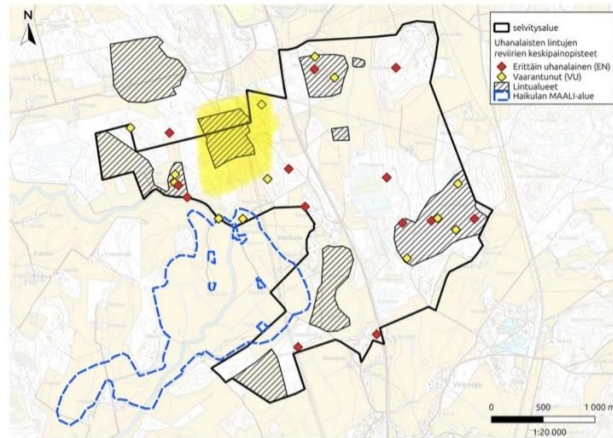 N
selvitysalue
Uhanalaisten lintujen
reviirien keskipainopisteet
Erittäin uhanalainen (EN)
Vaarantunut (VU)
Lintualueet
Haikulan MAALI-alue
0 500 1 000 m
1:20 000